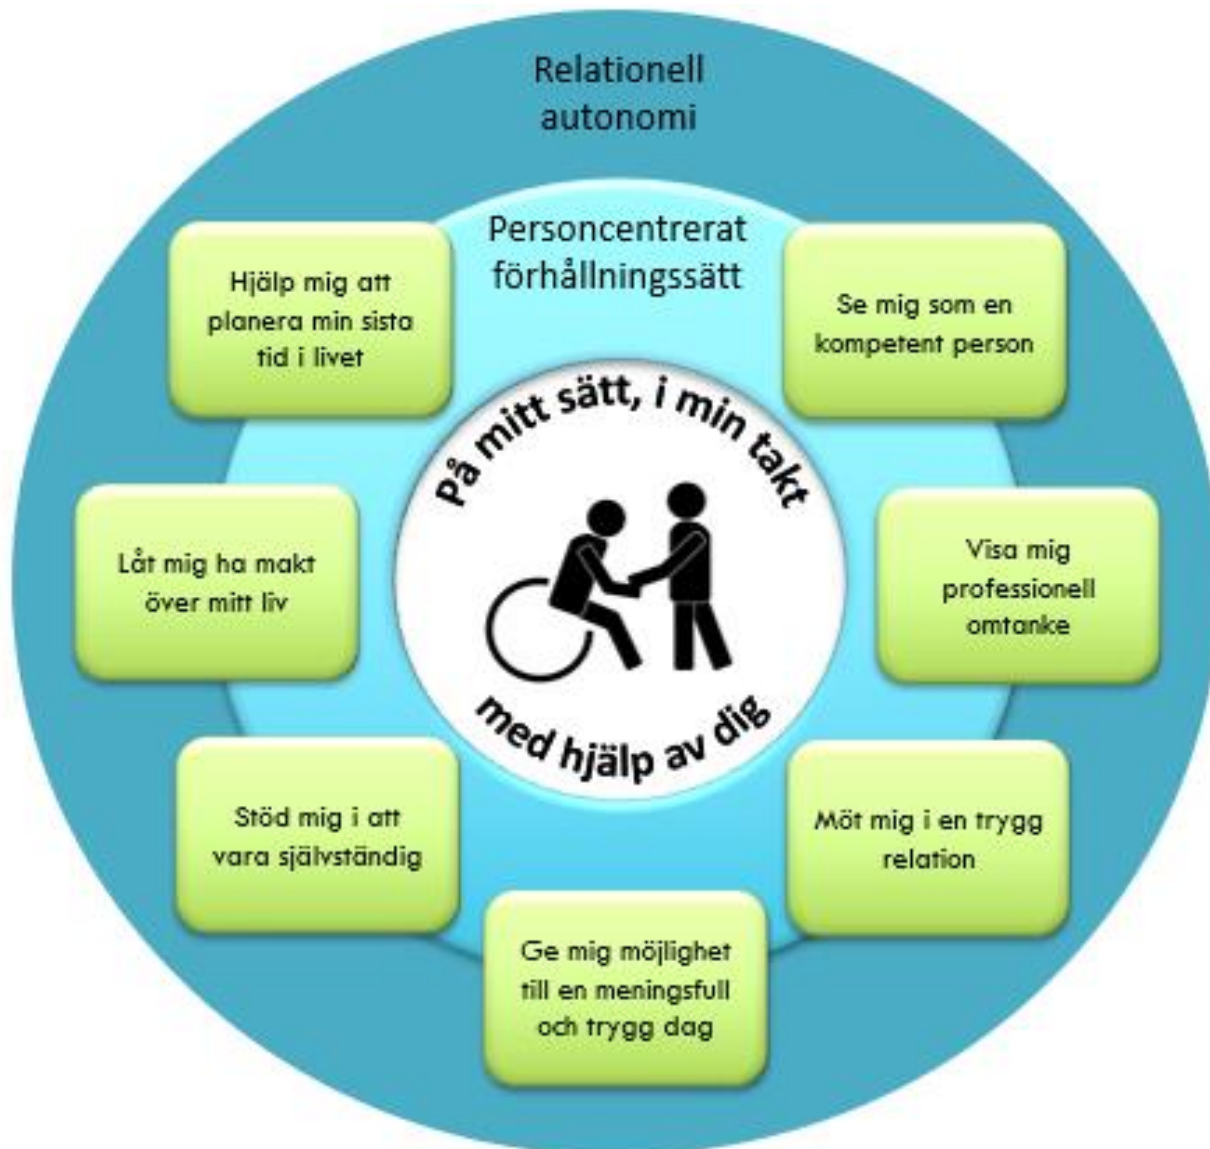 Relationell
autonomi
Personcentrerat
förhållningssätt
Hjälp mig att
planera min sista
tid i livet
Se mig som en
kompetent person
På mitt sätt, i min takt
med hjälp av dig
Låt mig ha makt
över mitt liv
Visa mig
professionell
omtanke
Stöd mig i att
vara självständig
Möt mig i en trygg
relation
Ge mig möjlighet
till en meningsfull
och trygg dag